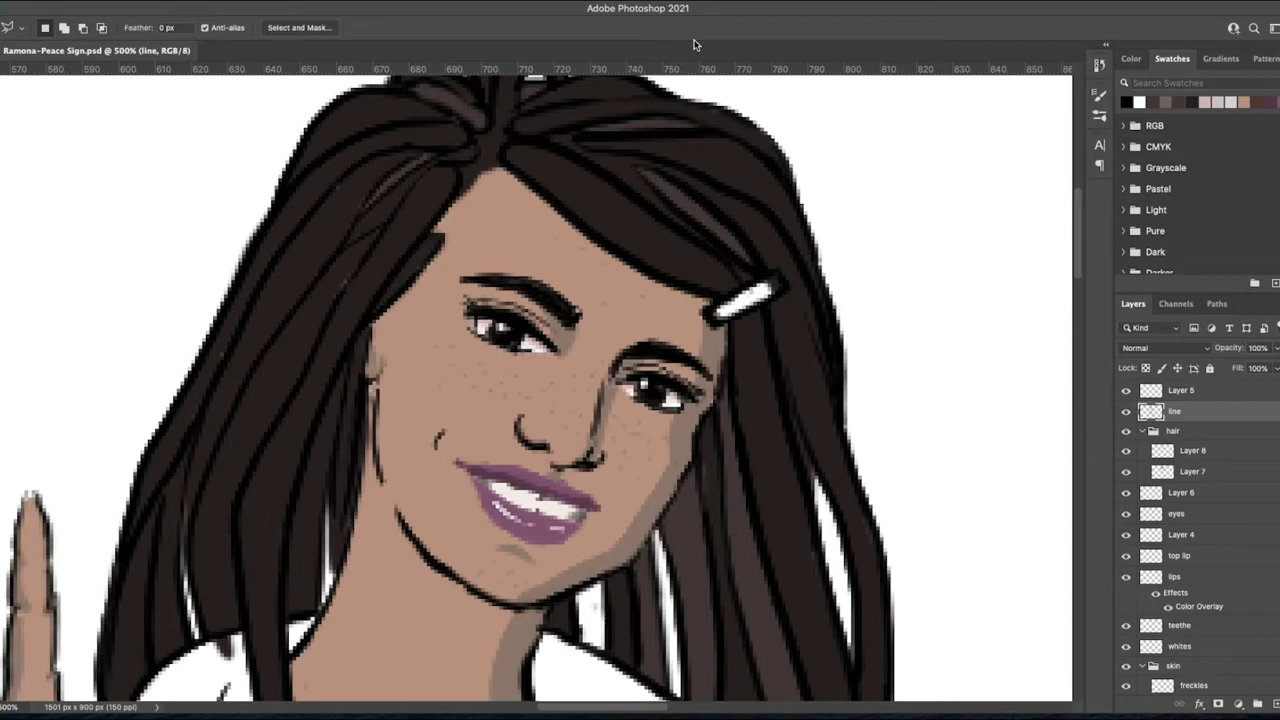 Adobe Photoshop 2021
Feather: 0 px Anti-alias Select and Mask...
Ramona-Peace Sign.psd @ 500% (line, RGB/8)
570 580 590 600 610 620 630 640 650 660 670 680 690 700 710 720 730 740 750 760 770 780 790 800 810 820 830 840 850 86
Color Swatches Gradients Pattern
Search Swatches
RGB
CMYK
Grayscale
Pastel
Light
Pure
Dark
Darker
Layers Channels Paths
Kind
Normal Opacity: 100%
Lock: Fill: 100%
Layer 5
line
hair
Layer 8
Layer 7
Layer 6
eyes
Layer 4
top lip
lips
Effects
Color Overlay
teethe
whites
skin
freckles
500% 1501 px x 900 px (150 ppi)